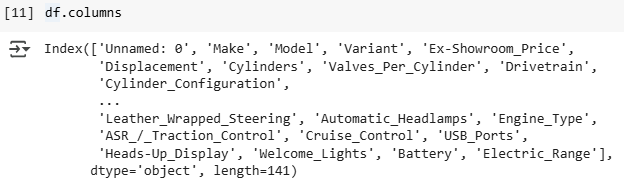 [11] df.columns
Index(['Unnamed: 0', 'Make', 'Model', 'Variant', 'Ex-Showroom_Price',
'Displacement', 'Cylinders', 'Valves_Per_Cylinder', 'Drivetrain',
'Cylinder_Configuration',
...
'Leather_Wrapped_Steering', 'Automatic_Headlamps', 'Engine_Type',
'ASR_/_Traction_Control', 'Cruise_Control', 'USB_Ports',
'Heads-Up_Display', 'Welcome_Lights', 'Battery', 'Electric_Range'],
dtype='object', length=141)